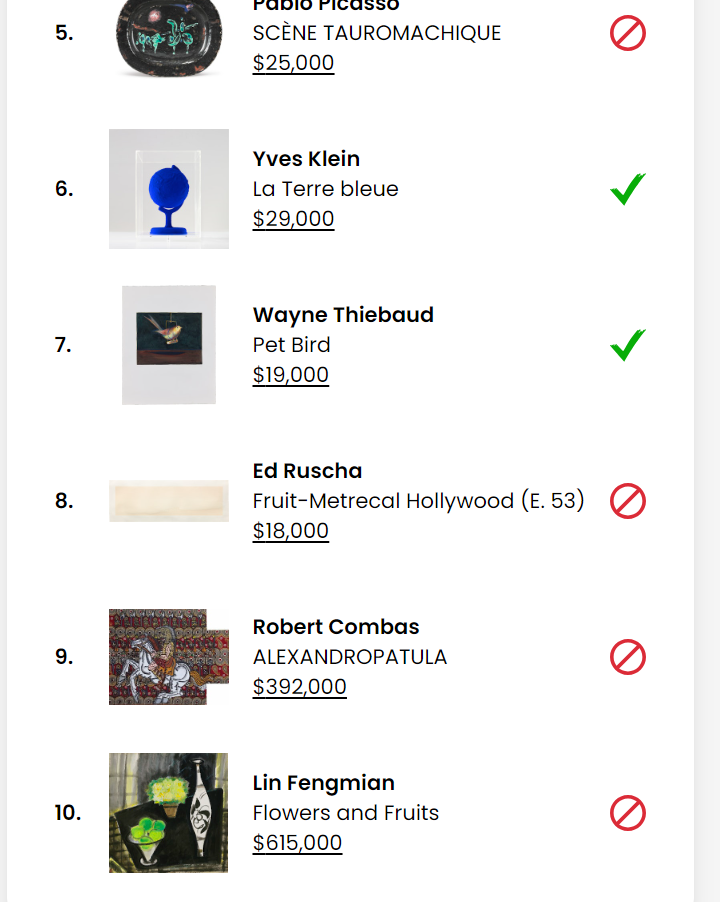 Pablo Picasso
5.
SCÈNE TAUROMACHIQUE
$25,000
Yves Klein
6.
La Terre bleue
$29,000
Wayne Thiebaud
7.
Pet Bird
$19,000
Ed Ruscha
8.
Fruit-Metrecal Hollywood (E. 53)
$18,000
Robert Combas
9.
ALEXANDROPATULA
$392,000
Lin Fengmian
10.
Flowers and Fruits
$615,000